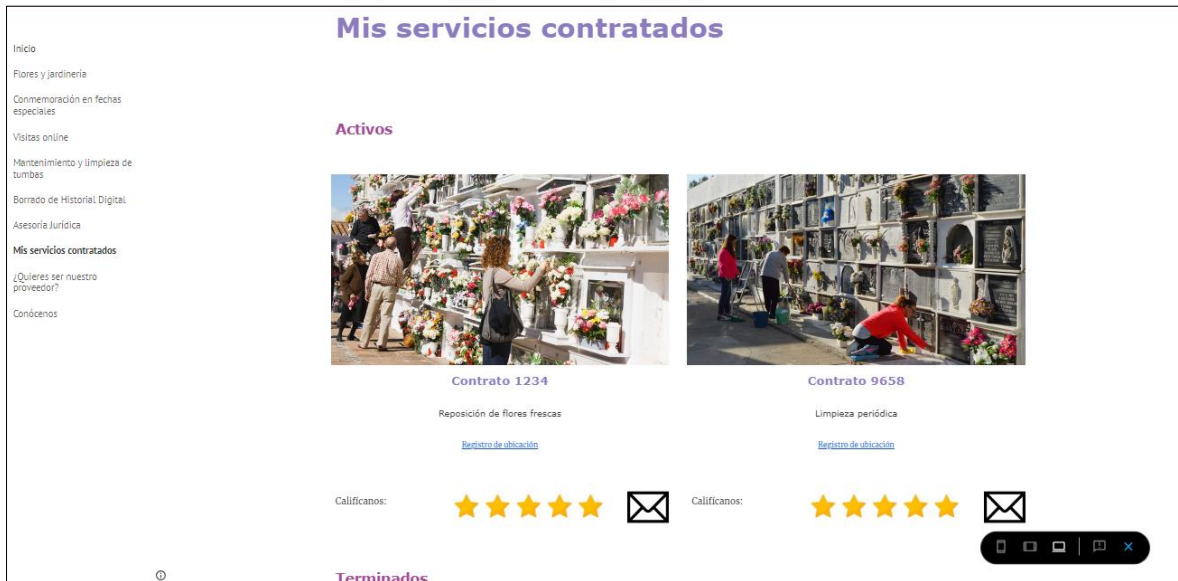 Mis servicios contratados
Inicio
Flores y jardinería
Conmemoración en fechas
especiales
Visitas online
Mantenimiento y limpieza de
tumbas
Borrado de Historial Digital
Asesoría Jurídica
Mis servicios contratados
¿Quieres ser nuestro
proveedor?
Conócenos
Activos
Contrato 1234
Reposición de flores frescas
Registro de ubicación
Califícanos:
Contrato 9658
Limpieza periódica
Registro de ubicación
Califícanos:
Terminados